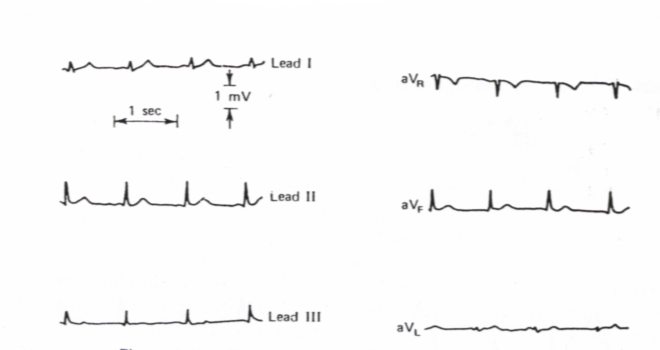 Lead I
1 mV
1 sec
Lead II
Lead III
aVR
aVF
aVL